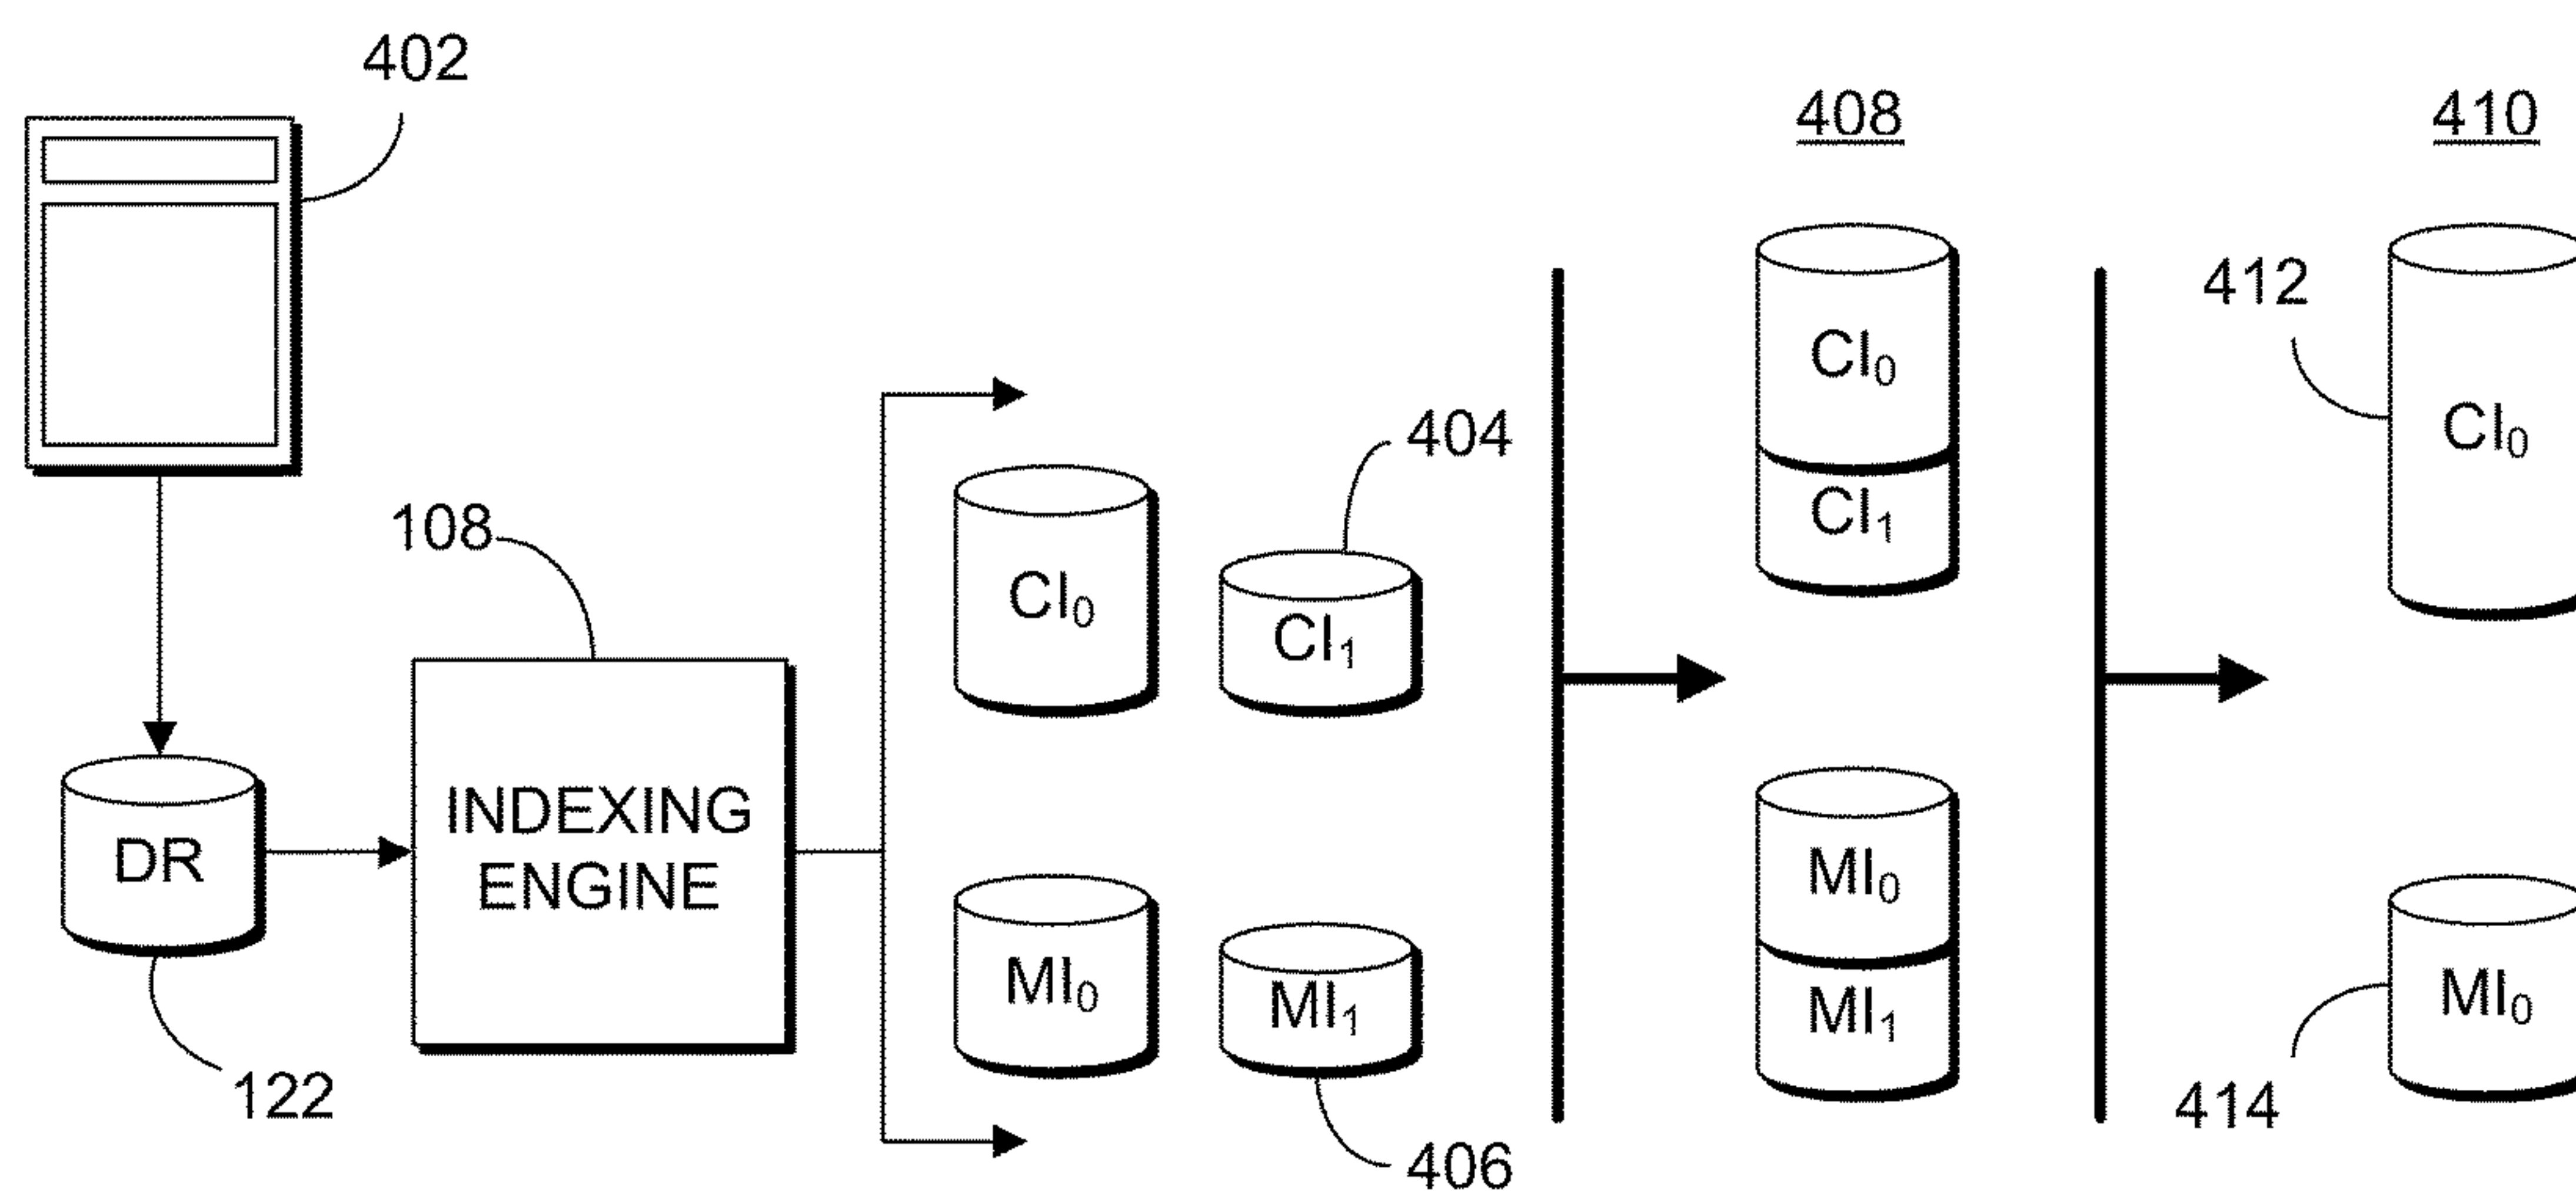 402
408
410
412
CI₀
CI₀
404
CI₁
CI₀
108
CI₀
CI₁
INDEXING
ENGINE
DR
MI₀
MI₀
MI₁
MI₀
MI₁
122
414
406